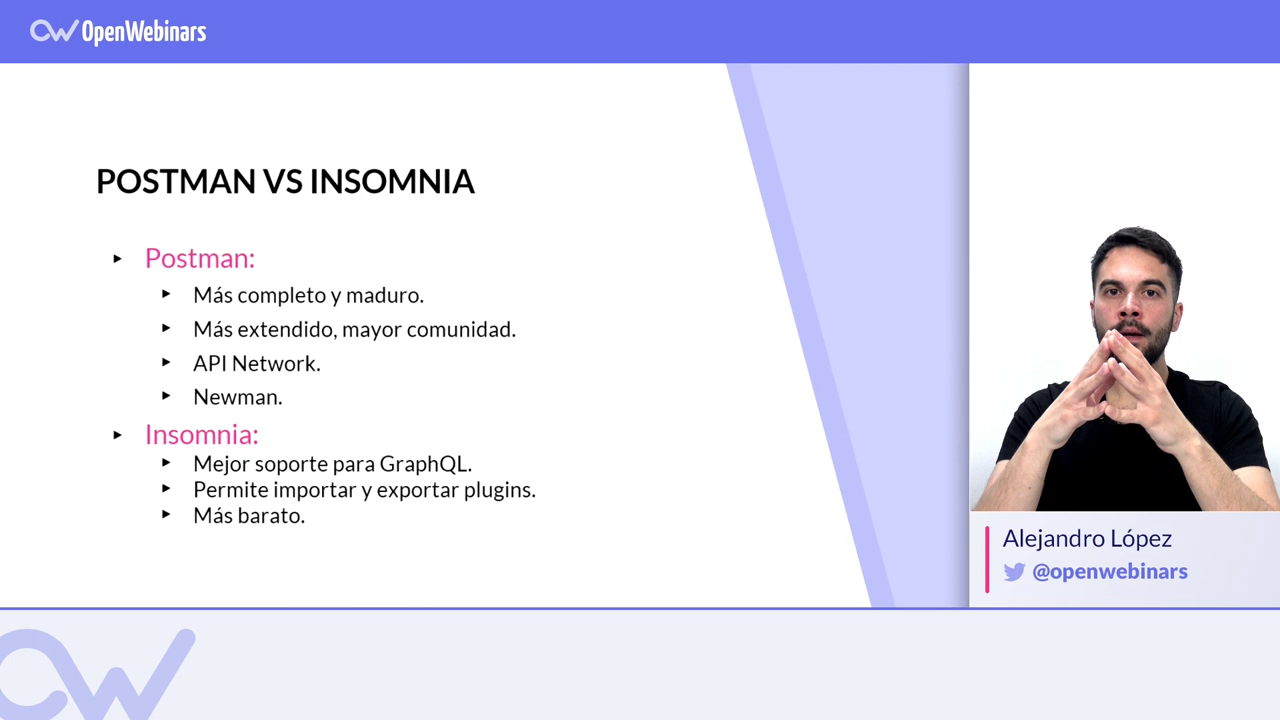 OpenWebinars
POSTMAN VS INSOMNIA
▸ Postman:
▸ Más completo y maduro.
▸ Más extendido, mayor comunidad.
▸ API Network.
▸ Newman.
▸ Insomnia:
▸ Mejor soporte para GraphQL.
▸ Permite importar y exportar plugins.
▸ Más barato.
Alejandro López
@openwebinars